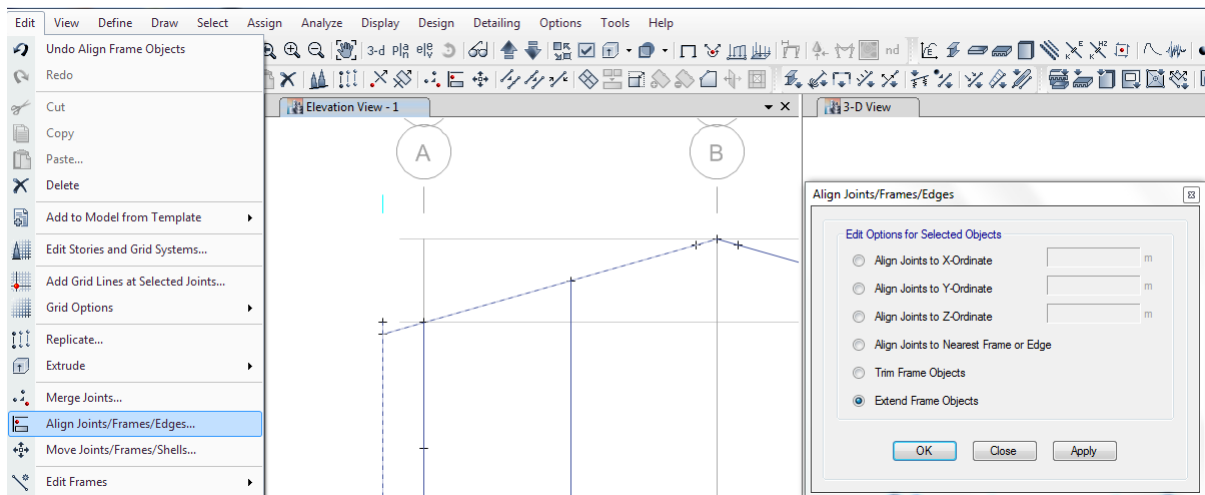 Edit View Define Draw Select Assign Analyze Display Design Detailing Options Tools Help
Undo Align Frame Objects
3-d
nd
Redo
Cut
Elevation View - 1
3-D View
Copy
Paste...
A
B
Delete
Align Joints/Frames/Edges
Add to Model from Template
Edit Options for Selected Objects
Edit Stories and Grid Systems...
Align Joints to X-Ordinate m
Add Grid Lines at Selected Joints...
Align Joints to Y-Ordinate
Grid Options
Align Joints to Z-Ordinate m
Replicate...
Align Joints to Nearest Frame or Edge
Extrude
Trim Frame Objects
Merge Joints...
Extend Frame Objects
Align Joints/Frames/Edges...
Move Joints/Frames/Shells...
OK Close Apply
Edit Frames